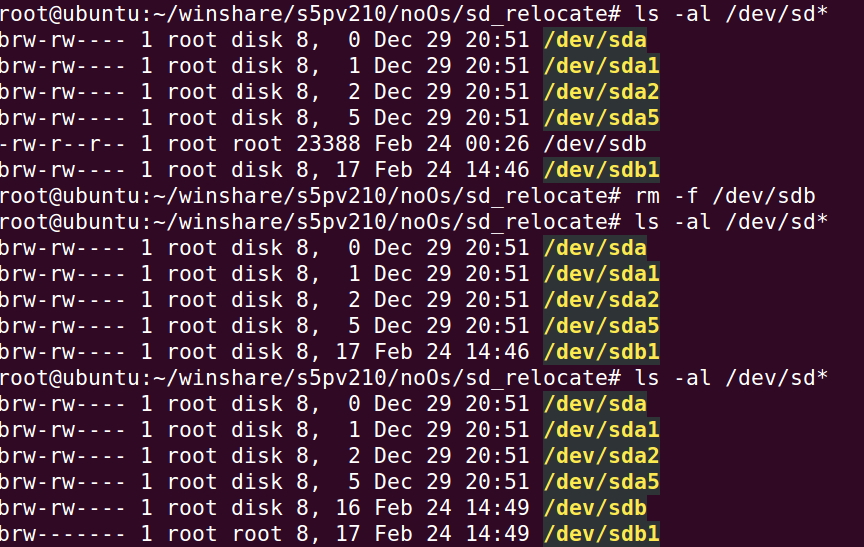 root@ubuntu:~/winshare/s5pv210/noOs/sd_relocate# ls -al /dev/sd*
brw-rw---- 1 root disk 8,  0 Dec 29 20:51 /dev/sda
brw-rw---- 1 root disk 8,  1 Dec 29 20:51 /dev/sda1
brw-rw---- 1 root disk 8,  2 Dec 29 20:51 /dev/sda2
brw-rw---- 1 root disk 8,  5 Dec 29 20:51 /dev/sda5
-rw-r--r-- 1 root root 23388 Feb 24 00:26 /dev/sdb
brw-rw---- 1 root disk 8, 17 Feb 24 14:46 /dev/sdb1
root@ubuntu:~/winshare/s5pv210/noOs/sd_relocate# rm -f /dev/sdb
root@ubuntu:~/winshare/s5pv210/noOs/sd_relocate# ls -al /dev/sd*
brw-rw---- 1 root disk 8,  0 Dec 29 20:51 /dev/sda
brw-rw---- 1 root disk 8,  1 Dec 29 20:51 /dev/sda1
brw-rw---- 1 root disk 8,  2 Dec 29 20:51 /dev/sda2
brw-rw---- 1 root disk 8,  5 Dec 29 20:51 /dev/sda5
brw-rw---- 1 root disk 8, 17 Feb 24 14:46 /dev/sdb1
root@ubuntu:~/winshare/s5pv210/noOs/sd_relocate# ls -al /dev/sd*
brw-rw---- 1 root disk 8,  0 Dec 29 20:51 /dev/sda
brw-rw---- 1 root disk 8,  1 Dec 29 20:51 /dev/sda1
brw-rw---- 1 root disk 8,  2 Dec 29 20:51 /dev/sda2
brw-rw---- 1 root disk 8,  5 Dec 29 20:51 /dev/sda5
brw-rw---- 1 root disk 8, 16 Feb 24 14:49 /dev/sdb
brw------- 1 root root 8, 17 Feb 24 14:49 /dev/sdb1